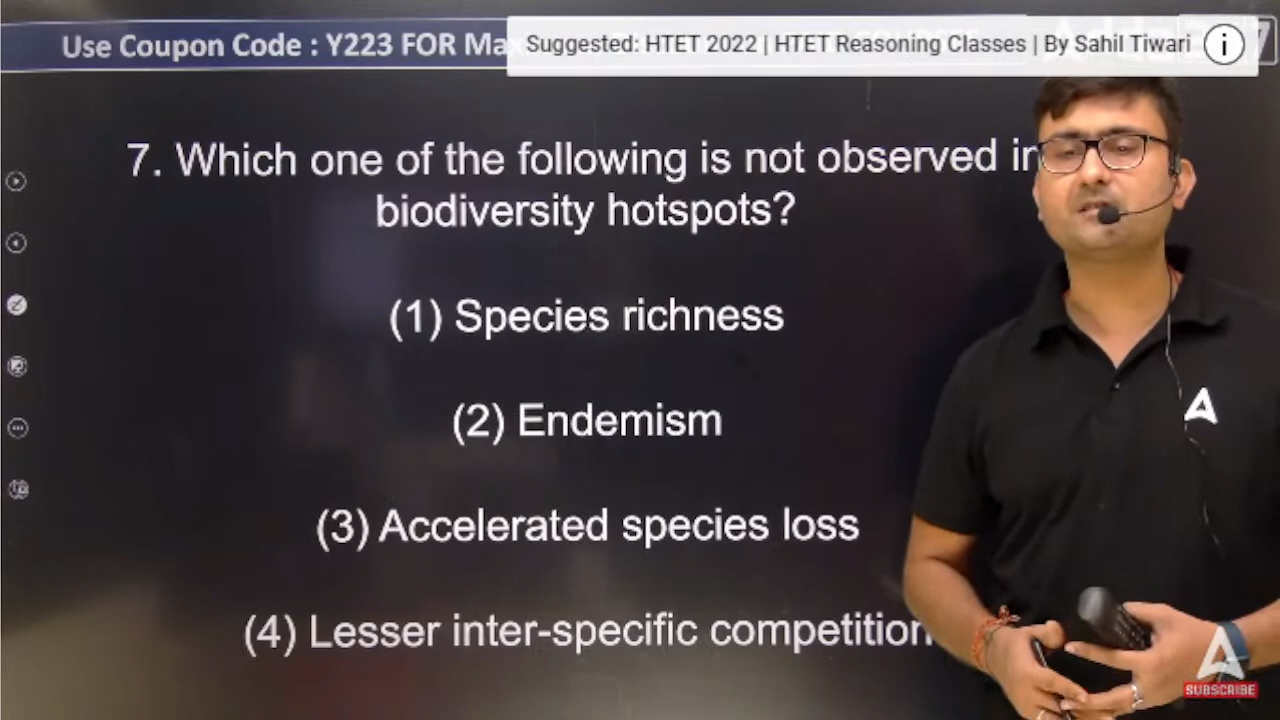 Use Coupon Code : Y223 FOR Ma
Suggested: HTET 2022 | HTET Reasoning Classes | By Sahil Tiwari
7. Which one of the following is not observed in
biodiversity hotspots?
(1) Species richness
(2) Endemism
(3) Accelerated species loss
(4) Lesser inter-specific competition
SUBSCRIBE